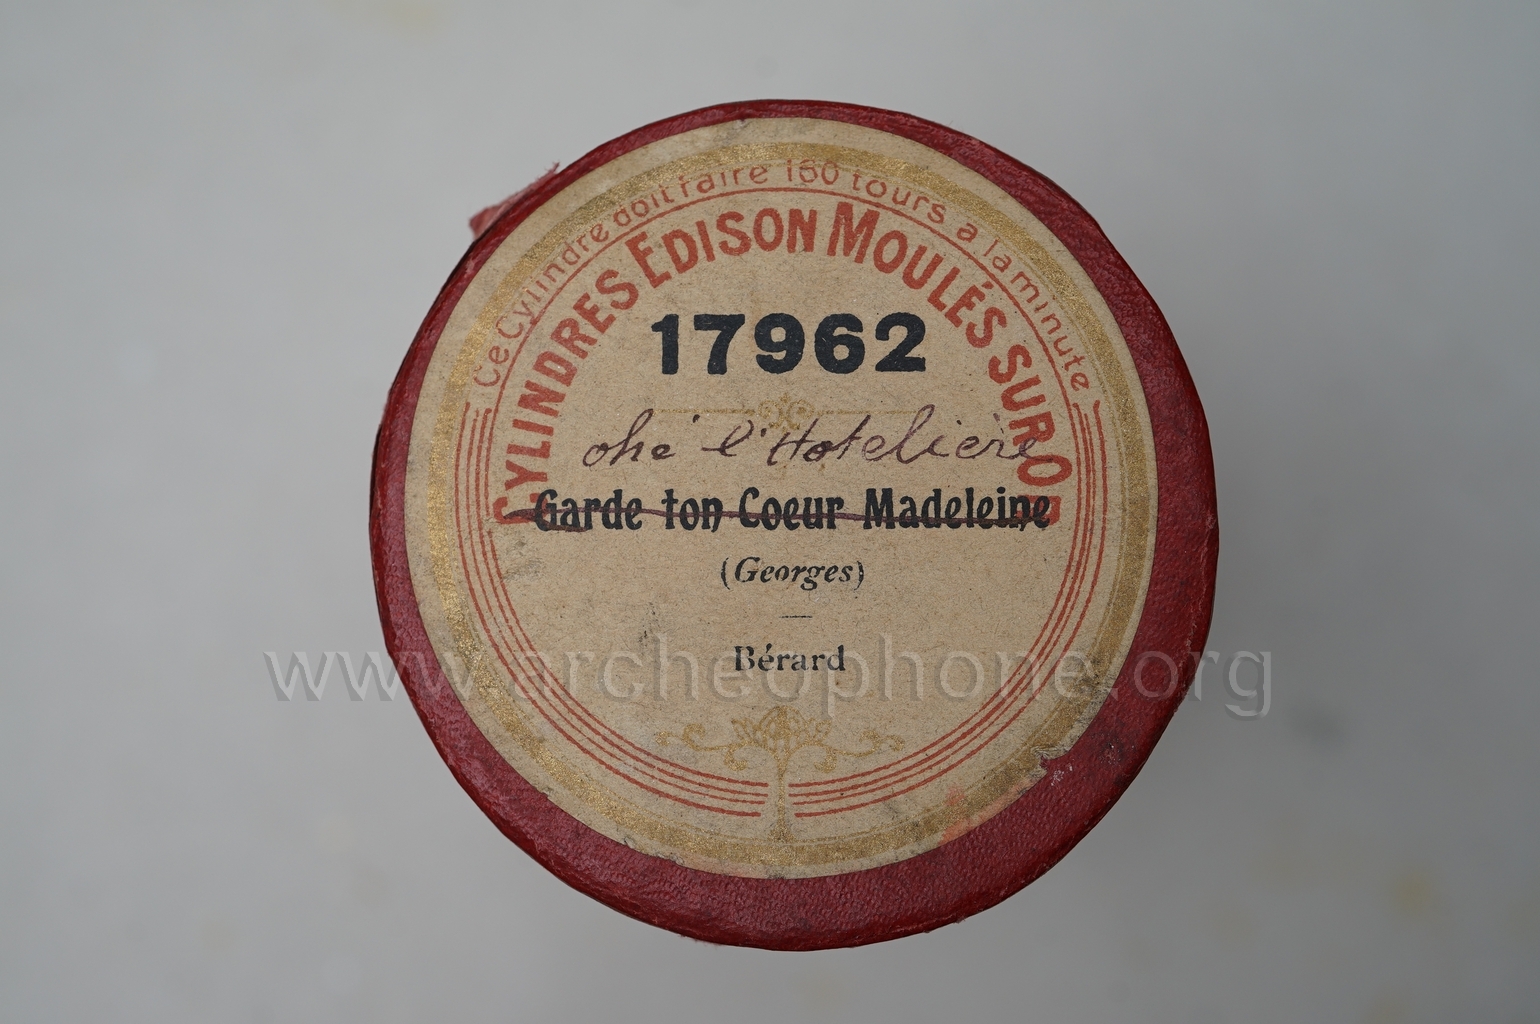 Ce Cylindre doit faire 160 tours à la minute
CYLINDRES EDISON MOULÉS SUR OR
17962
ohé l'Hotelière
Garde ton Coeur Madeleine
(Georges)
Bérard
www.archeophone.org